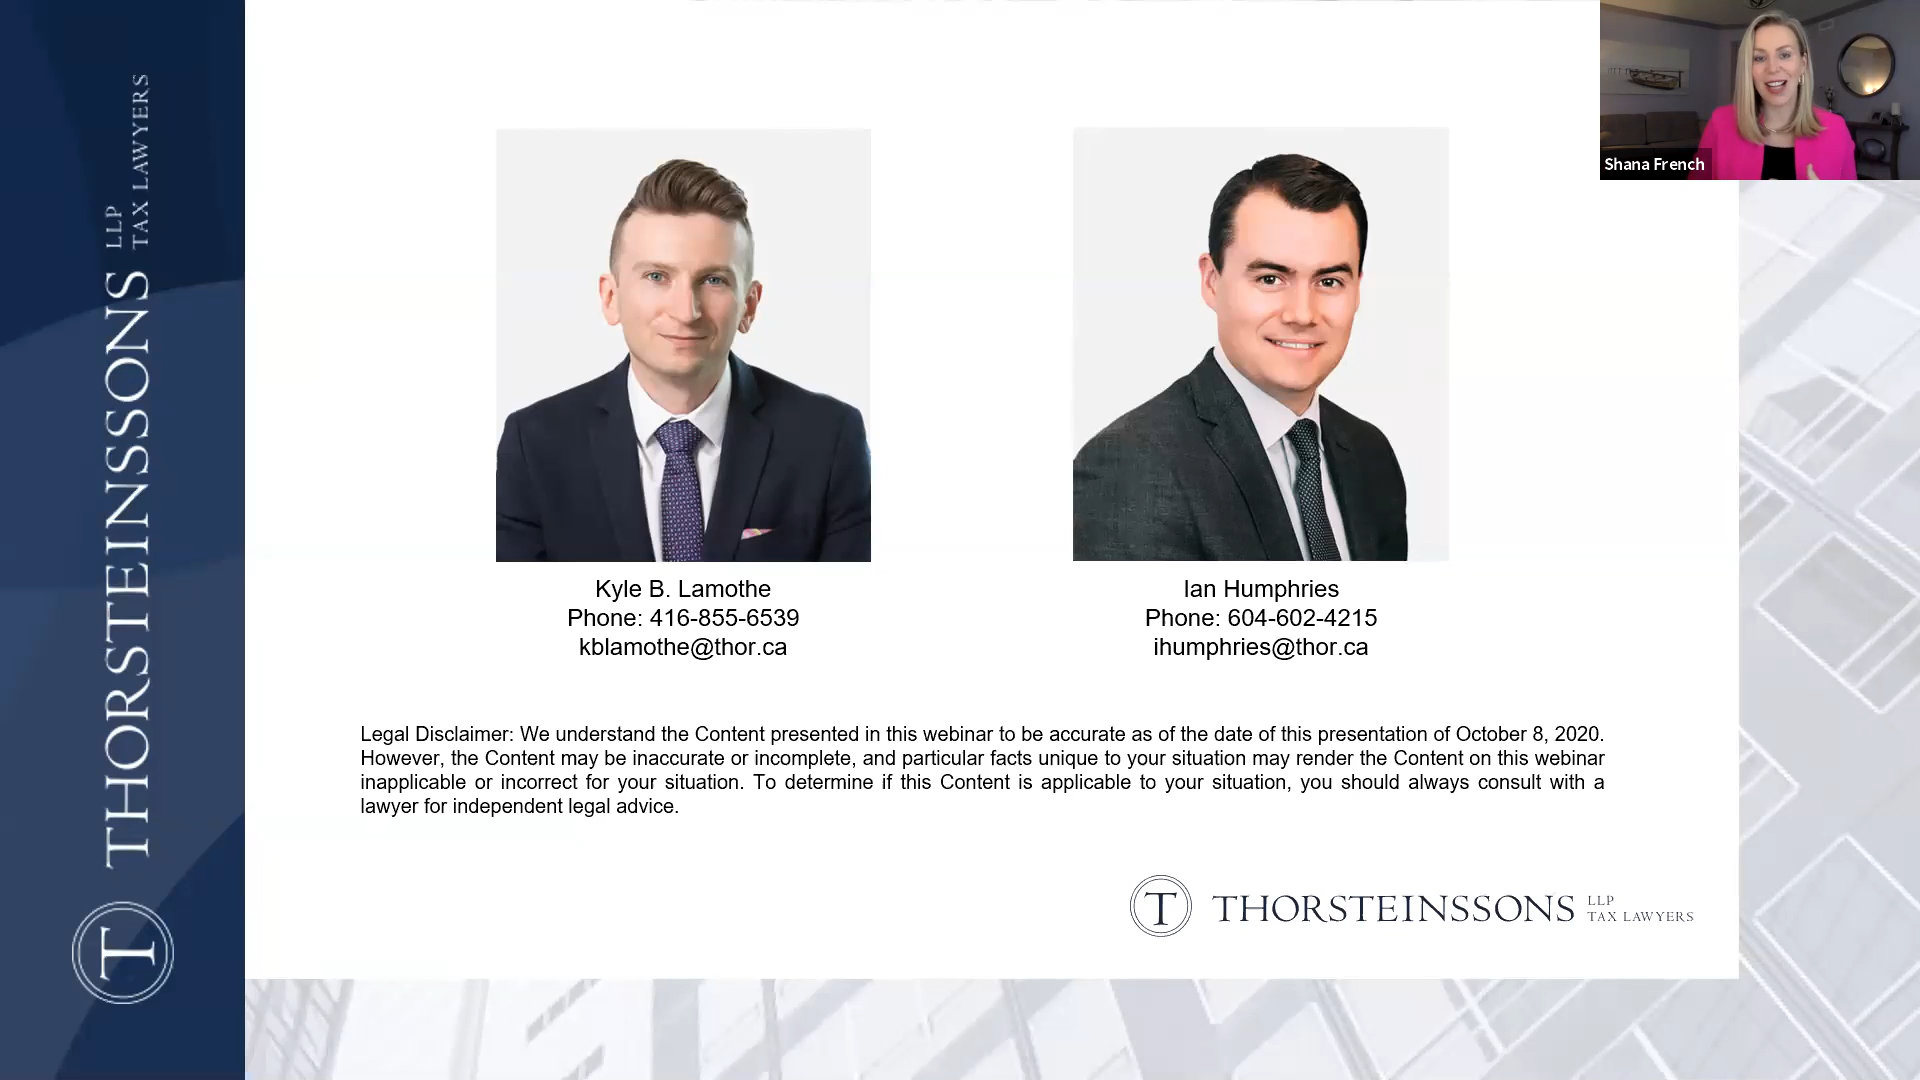 THORSTEINSSONS LLP
TAX LAWYERS
T
Shana French
Kyle B. Lamothe
Phone: 416-855-6539
kblamothe@thor.ca
Ian Humphries
Phone: 604-602-4215
ihumphries@thor.ca
Legal Disclaimer: We understand the Content presented in this webinar to be accurate as of the date of this presentation of October 8, 2020.
However, the Content may be inaccurate or incomplete, and particular facts unique to your situation may render the Content on this webinar
inapplicable or incorrect for your situation. To determine if this Content is applicable to your situation, you should always consult with a
lawyer for independent legal advice.
T THORSTEINSSONS LLP
TAX LAWYERS